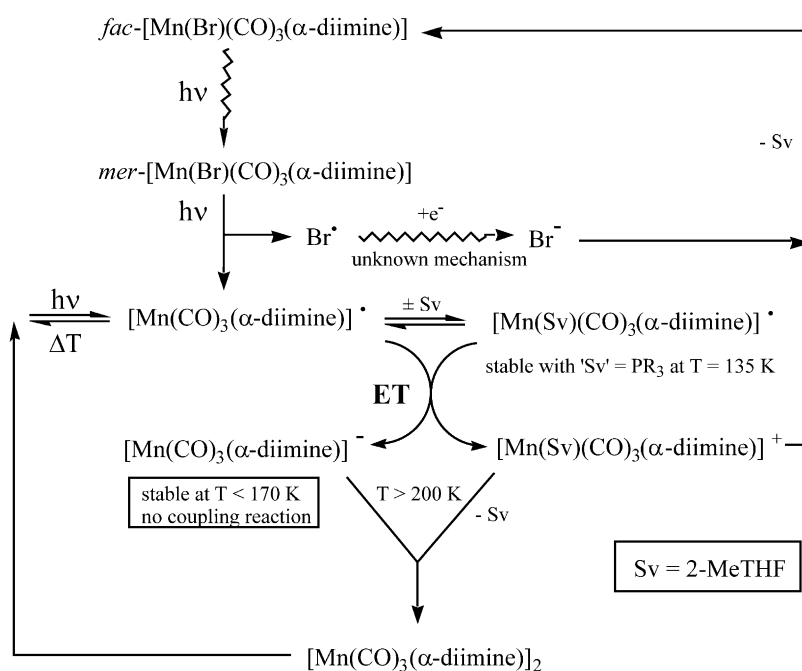 fac-[Mn(Br)(CO)₃(α-diimine)]
hν
- Sv
mer-[Mn(Br)(CO)₃(α-diimine)]
hν
+e⁻
Br• Br⁻
unknown mechanism
hν
[Mn(CO)₃(α-diimine)]• ± Sv [Mn(Sv)(CO)₃(α-diimine)]•
ΔT
stable with 'Sv' = PR₃ at T = 135 K
ET
[Mn(CO)₃(α-diimine)]⁻ [Mn(Sv)(CO)₃(α-diimine)]⁺
stable at T < 170 K
no coupling reaction
T > 200 K
- Sv
Sv = 2-MeTHF
[Mn(CO)₃(α-diimine)]₂